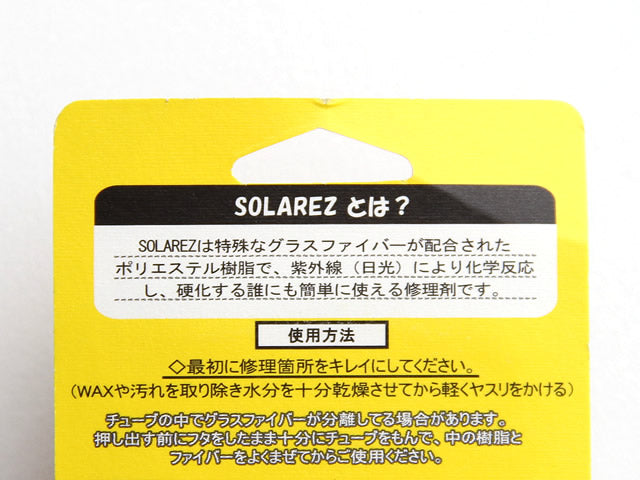 SOLAREZ とは？
SOLAREZは特殊なグラスファイバーが配合された
ポリエステル樹脂で、紫外線（日光）により化学反応
し、硬化する誰にも簡単に使える修理剤です。
使用方法
◇最初に修理箇所をキレイにしてください。
（WAXや汚れを取り除き水分を十分乾燥させてから軽くヤスリをかける）
チューブの中でグラスファイバーが分離してる場合があります。
押し出す前にフタをしたまま十分にチューブをもんで、中の樹脂と
ファイバーをよくまぜてからご使用ください。